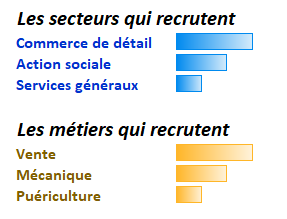 Les secteurs qui recrutent
Commerce de détail
Action sociale
Services généraux
Les métiers qui recrutent
Vente
Mécanique
Puériculture